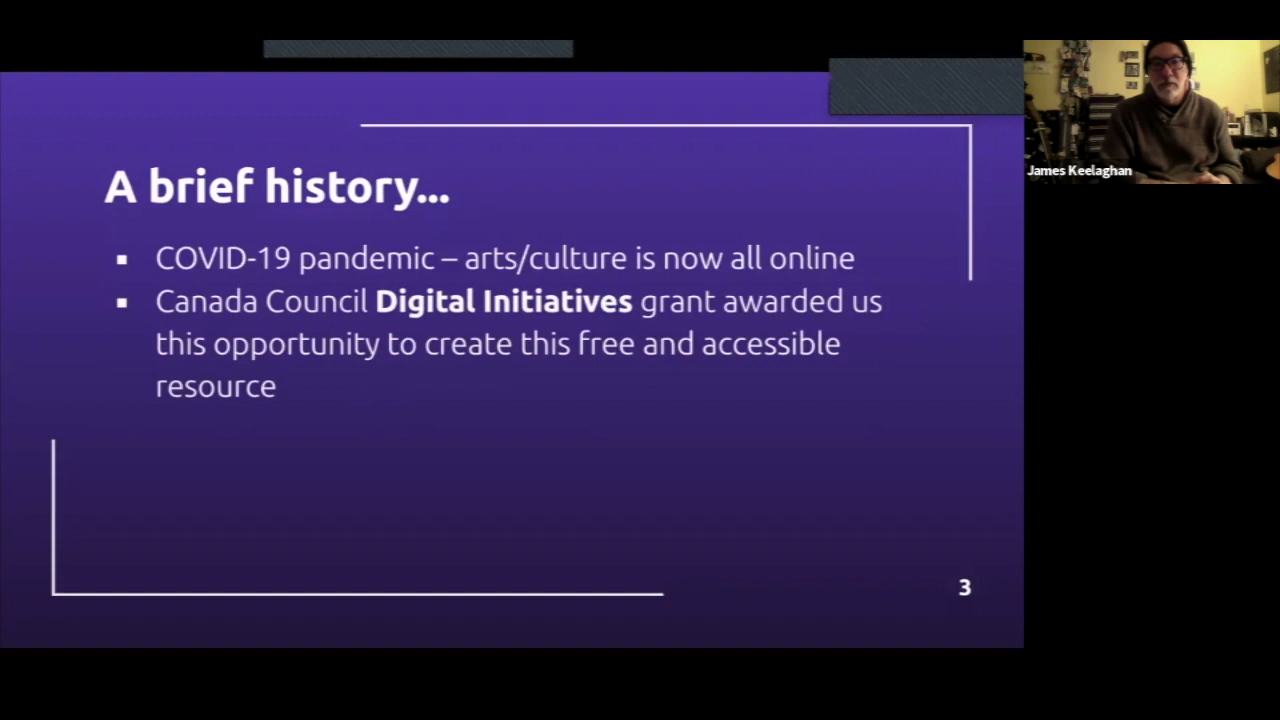 A brief history...
▪ COVID-19 pandemic – arts/culture is now all online
▪ Canada Council Digital Initiatives grant awarded us
this opportunity to create this free and accessible
resource
3
James Keelaghan